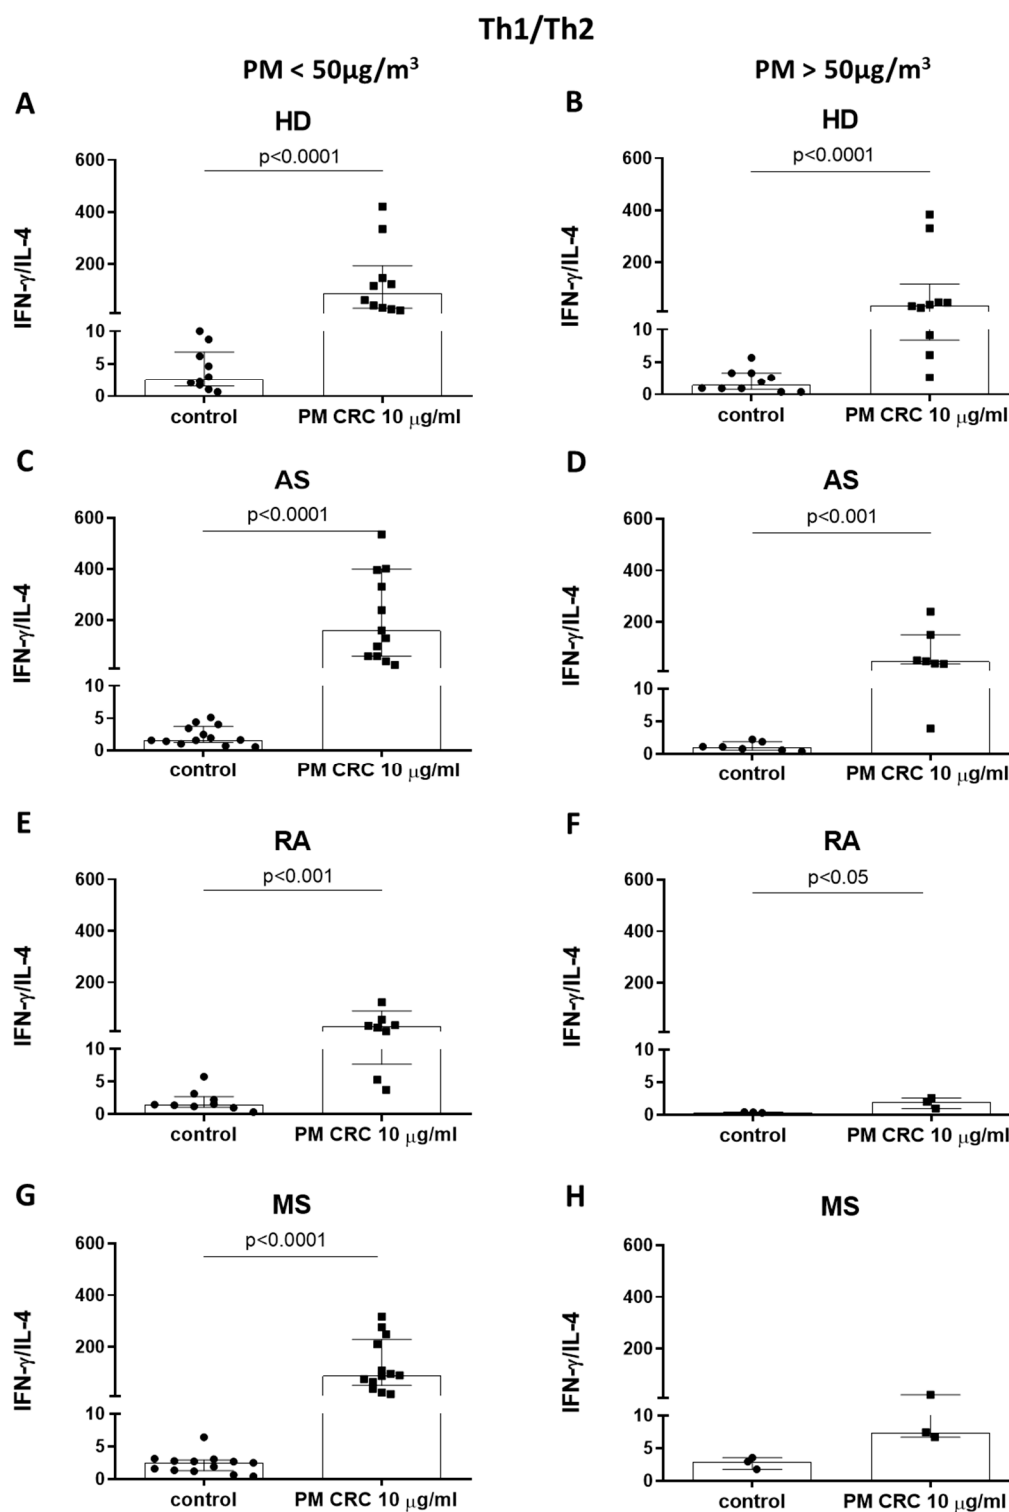 Th1/Th2
PM < 50µg/m³
PM > 50µg/m³
A
HD
p<0.0001
IFN-γ/IL-4
600
400
200
10
5
0
control
PM CRC 10 µg/ml
B
HD
p<0.0001
IFN-γ/IL-4
600
400
200
10
5
0
control
PM CRC 10 µg/ml
C
AS
p<0.0001
IFN-γ/IL-4
600
400
200
10
5
0
control
PM CRC 10 µg/ml
D
AS
p<0.001
IFN-γ/IL-4
600
400
200
10
5
0
control
PM CRC 10 µg/ml
E
RA
p<0.001
IFN-γ/IL-4
600
400
200
10
5
0
control
PM CRC 10 µg/ml
F
RA
p<0.05
IFN-γ/IL-4
600
400
200
10
5
0
control
PM CRC 10 µg/ml
G
MS
p<0.0001
IFN-γ/IL-4
600
400
200
10
5
0
control
PM CRC 10 µg/ml
H
MS
IFN-γ/IL-4
600
400
200
10
5
0
control
PM CRC 10 µg/ml